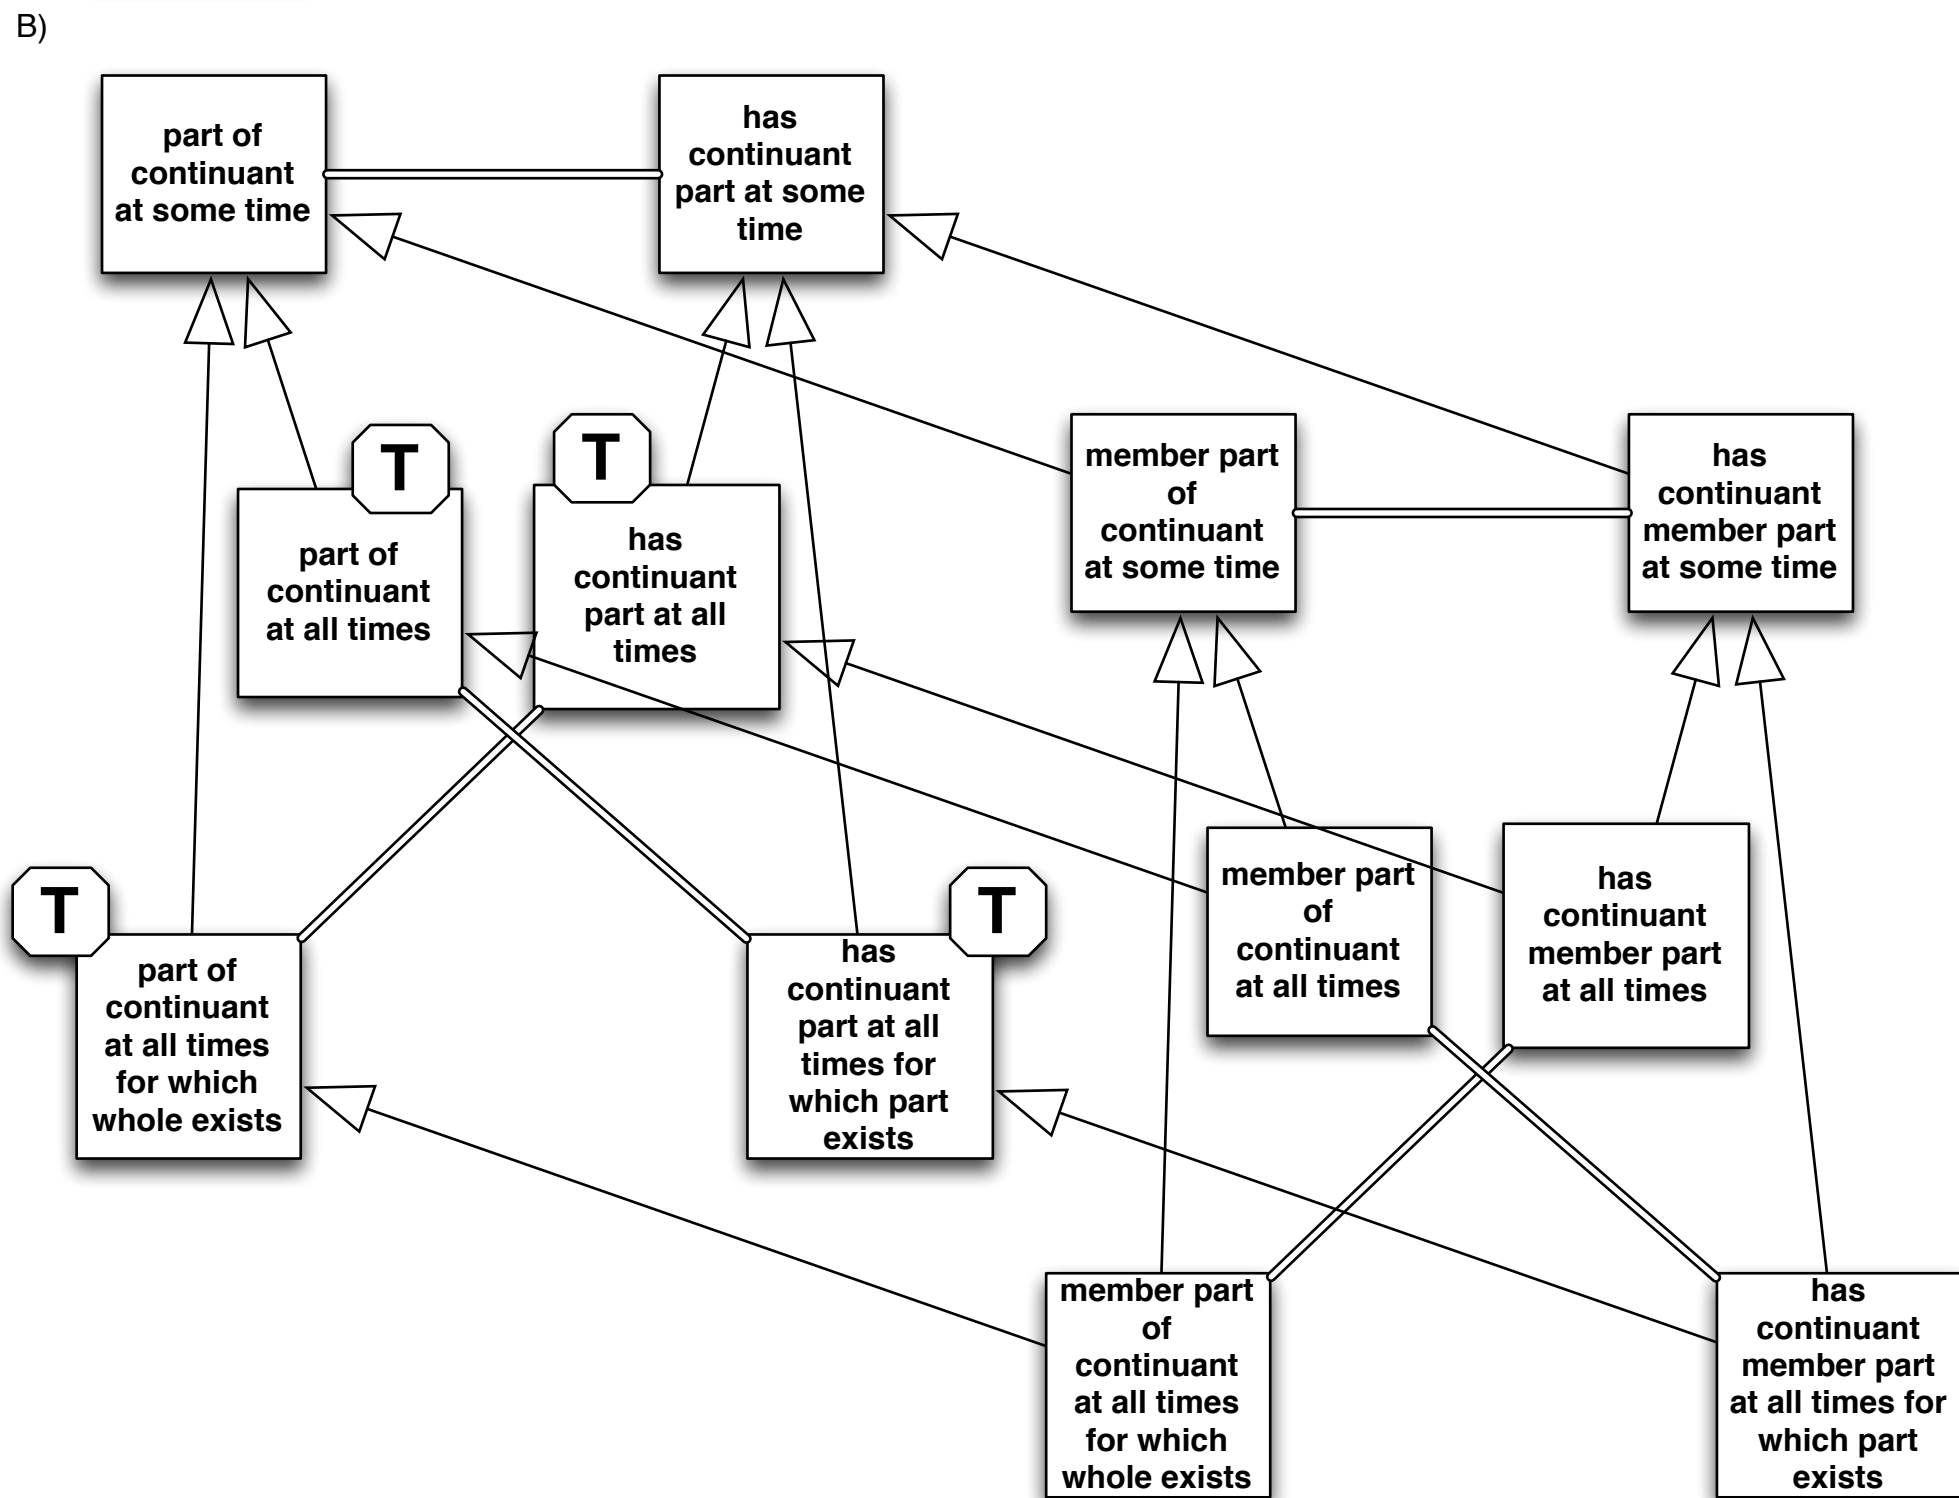 B)
part of
continuant
at some time
has
continuant
part at some
time
T
T
part of
continuant
at all times
has
continuant
part at all
times
member part
of
continuant
at some time
has
continuant
member part
at some time
T
part of
continuant
at all times
for which
whole exists
T
has
continuant
part at all
times for
which part
exists
member part
of
continuant
at all times
has
continuant
member part
at all times
member part
of
continuant
at all times
for which
whole exists
has
continuant
member part
at all times for
which part
exists